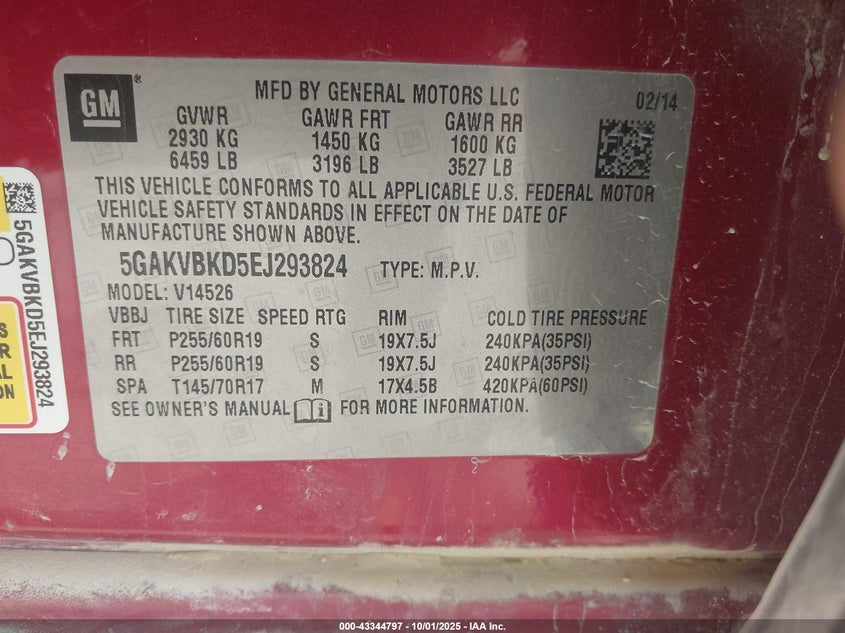 GM
®
MFD BY GENERAL MOTORS LLC
02/14
GVWR GAWR FRT GAWR RR
2930 KG 1450 KG 1600 KG
6459 LB 3196 LB 3527 LB
THIS VEHICLE CONFORMS TO ALL APPLICABLE U.S. FEDERAL MOTOR
VEHICLE SAFETY STANDARDS IN EFFECT ON THE DATE OF
MANUFACTURE SHOWN ABOVE.
5GAKVBKD5EJ293824 TYPE: M.P.V.
MODEL: V14526
VBBJ TIRE SIZE SPEED RTG RIM COLD TIRE PRESSURE
FRT P255/60R19 S 19X7.5J 240KPA(35PSI)
RR P255/60R19 S 19X7.5J 240KPA(35PSI)
SPA T145/70R17 M 17X4.5B 420KPA(60PSI)
SEE OWNER'S MANUAL FOR MORE INFORMATION.
5GAKVBKD5EJ293824
000-43344797 - 10/01/2025 - IAA Inc.